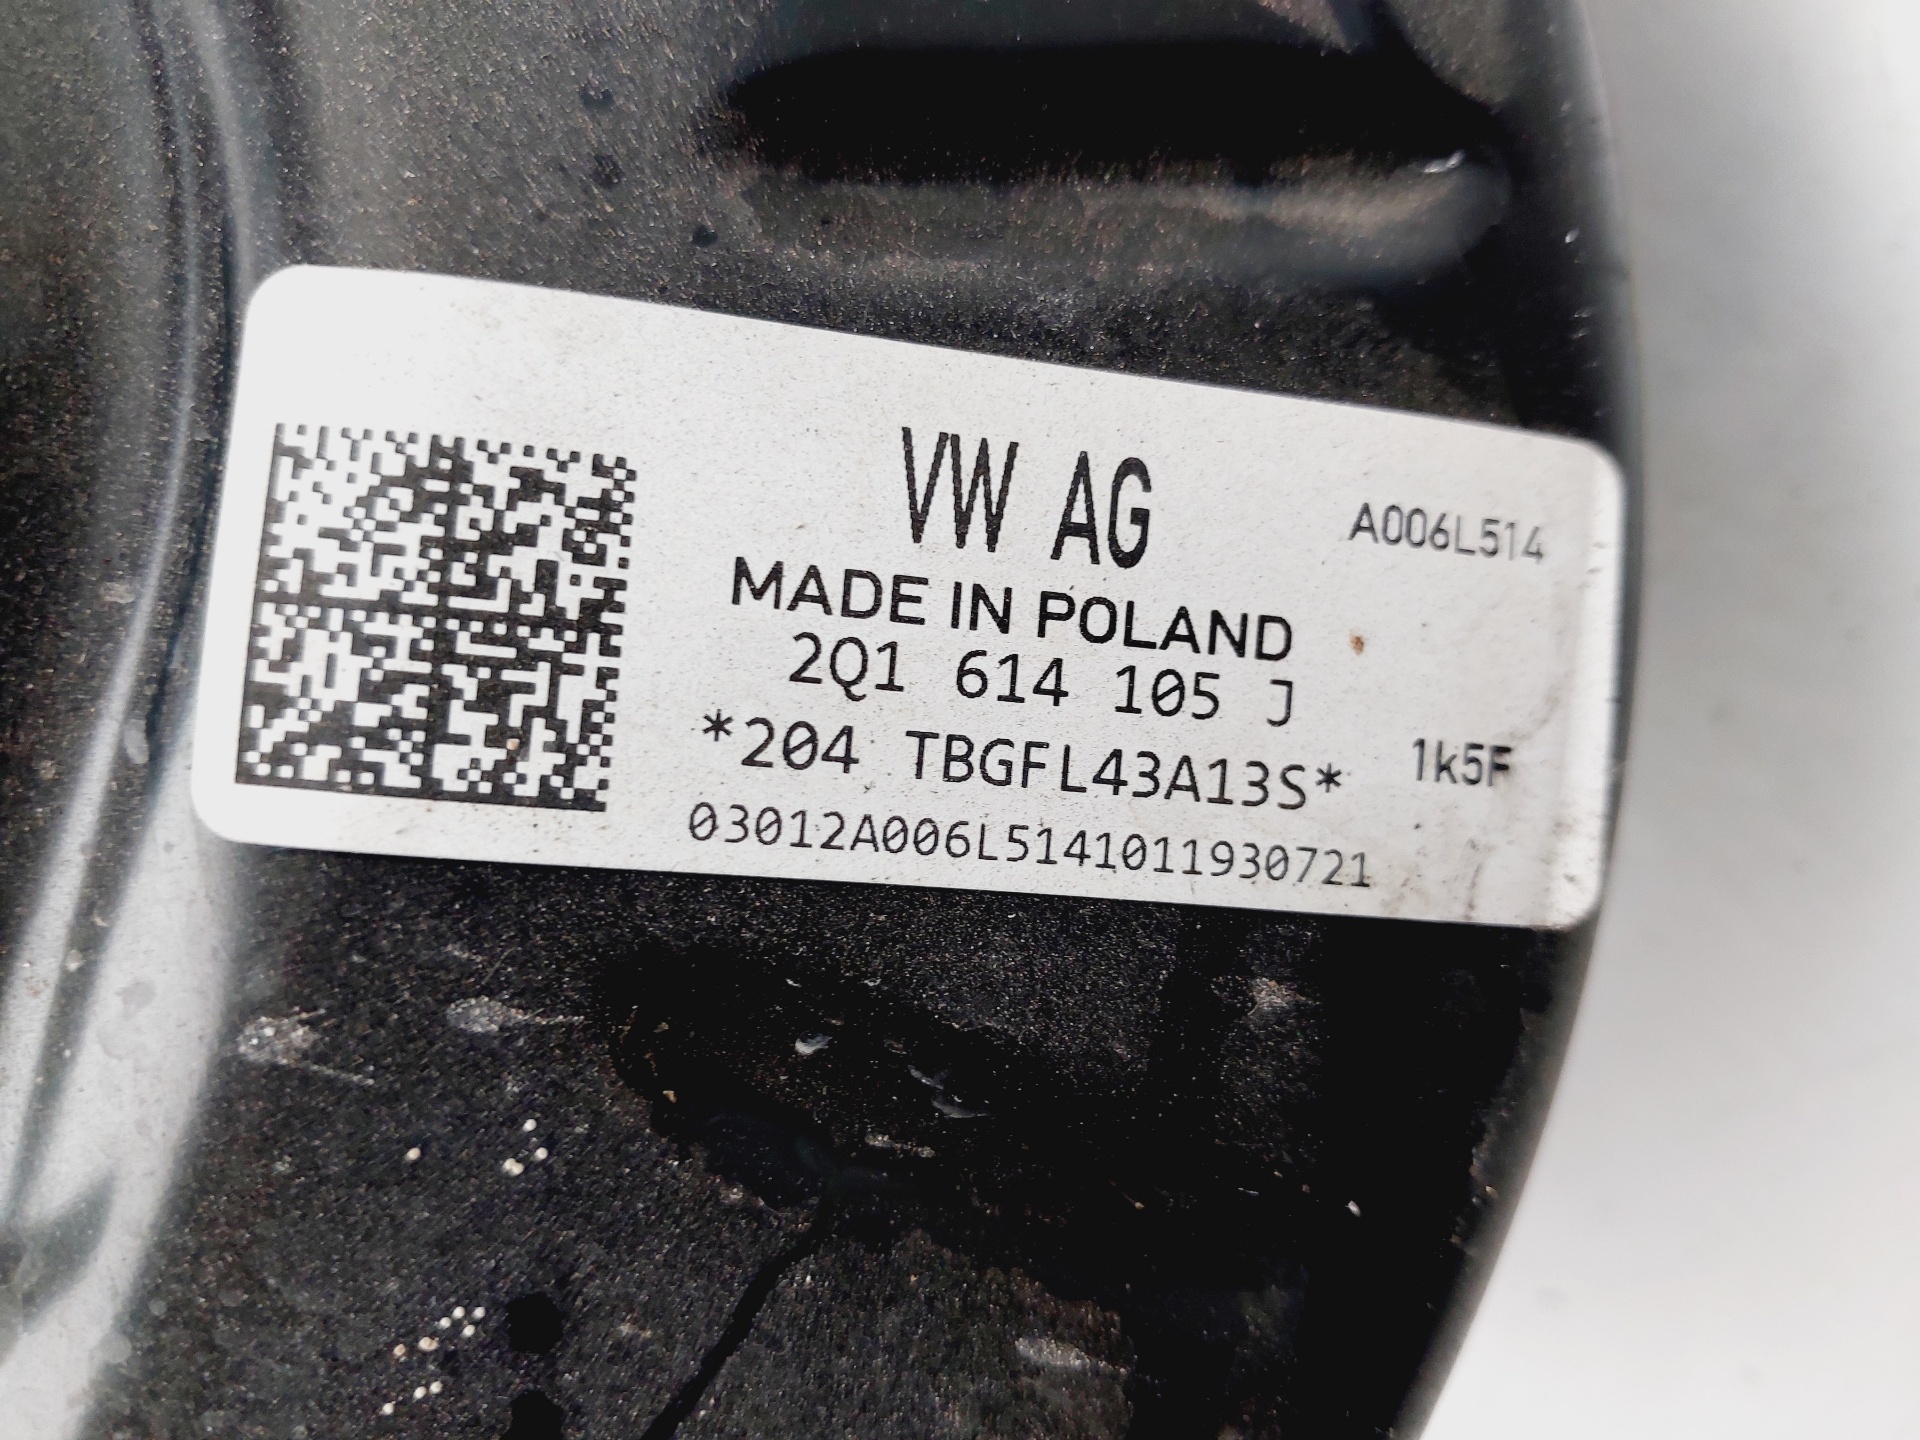 VW AG
A006L514
MADE IN POLAND
2Q1 614 105 J
*204 TBGFL43A13S*
1k5F
03012A006L5141011930721